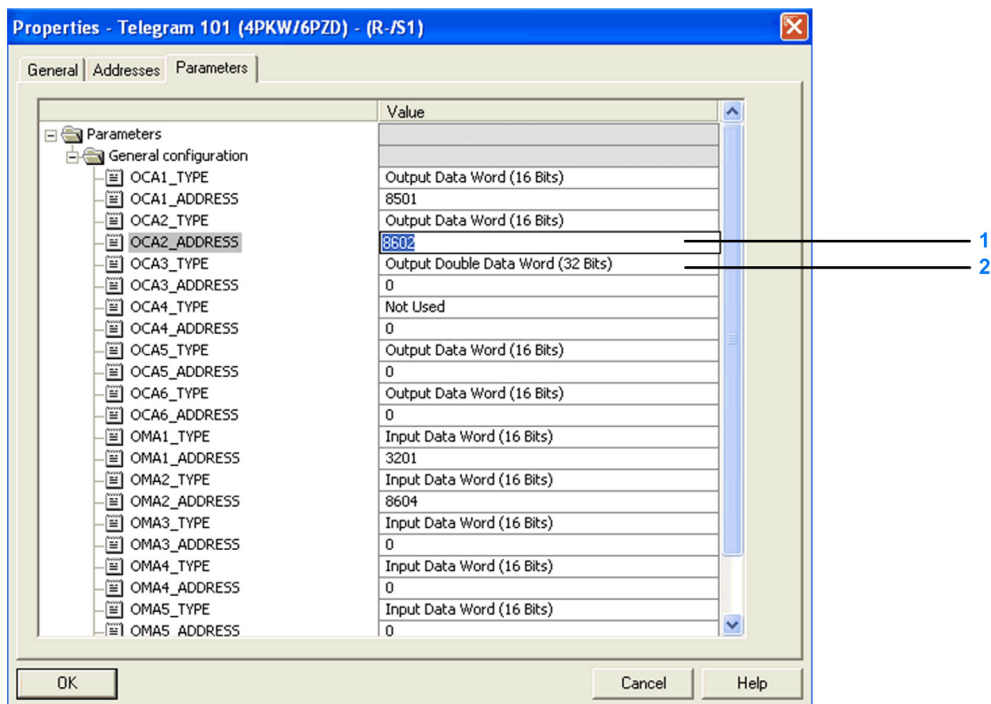 Properties - Telegram 101 (4PKW/6PZD) - (R-/S1)
General Addresses Parameters
Value
Parameters
General configuration
OCA1_TYPE Output Data Word (16 Bits)
OCA1_ADDRESS 8501
OCA2_TYPE Output Data Word (16 Bits)
OCA2_ADDRESS 8602 1
OCA3_TYPE Output Double Data Word (32 Bits) 2
OCA3_ADDRESS 0
OCA4_TYPE Not Used
OCA4_ADDRESS 0
OCA5_TYPE Output Data Word (16 Bits)
OCA5_ADDRESS 0
OCA6_TYPE Output Data Word (16 Bits)
OCA6_ADDRESS 0
OMA1_TYPE Input Data Word (16 Bits)
OMA1_ADDRESS 3201
OMA2_TYPE Input Data Word (16 Bits)
OMA2_ADDRESS 8604
OMA3_TYPE Input Data Word (16 Bits)
OMA3_ADDRESS 0
OMA4_TYPE Input Data Word (16 Bits)
OMA4_ADDRESS 0
OMA5_TYPE Input Data Word (16 Bits)
OMA5_ADDRESS 0
OK Cancel Help